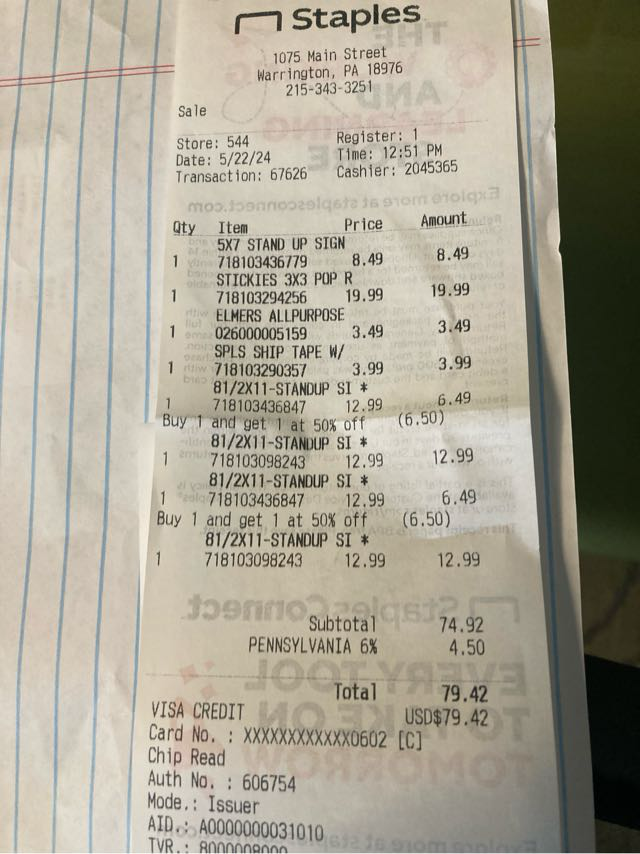 Staples
1075 Main Street
Warrington, PA 18976
215-343-3251
Sale
Store: 544 Register: 1
Date: 5/22/24 Time: 12:51 PM
Transaction: 67626 Cashier: 2045365
Qty Item Price Amount
5X7 STAND UP SIGN
1 718103436779 8.49 8.49
STICKIES 3X3 POP R
1 718103294256 19.99 19.99
ELMERS ALLPURPOSE
1 026000005159 3.49 3.49
SPLS SHIP TAPE W/
1 718103290357 3.99 3.99
81/2X11-STANDUP SI *
1 718103436847 12.99 6.49
Buy 1 and get 1 at 50% off (6.50)
81/2X11-STANDUP SI *
1 718103098243 12.99 12.99
81/2X11-STANDUP SI *
1 718103436847 12.99 6.49
Buy 1 and get 1 at 50% off (6.50)
81/2X11-STANDUP SI *
1 718103098243 12.99 12.99
Subtotal 74.92
PENNSYLVANIA 6% 4.50
Total 79.42
VISA CREDIT USD$79.42
Card No. : XXXXXXXXXXXX0602 [C]
Chip Read
Auth No. : 606754
Mode.: Issuer
AID.: A0000000031010
TVR.: 8000008000